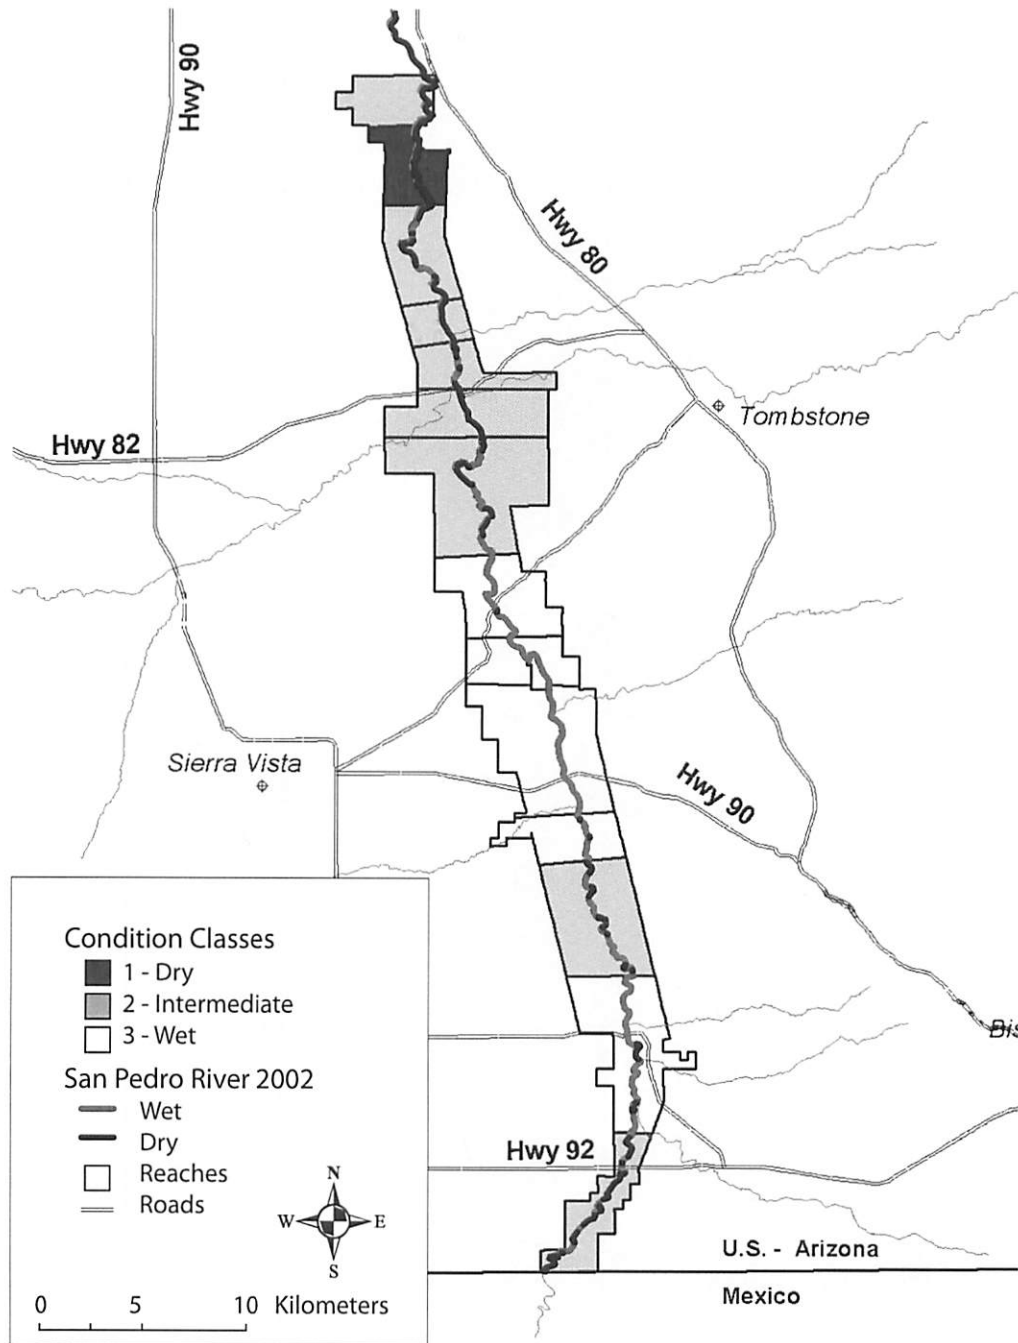 Hwy 90
Hwy 80
Tombstone
Hwy 82
Sierra Vista
Hwy 90
Bis
Hwy 92
U.S. - Arizona
Mexico
Condition Classes
1 - Dry
2 - Intermediate
3 - Wet
San Pedro River 2002
Wet
Dry
Reaches
Roads
N
W E
S
0 5 10 Kilometers